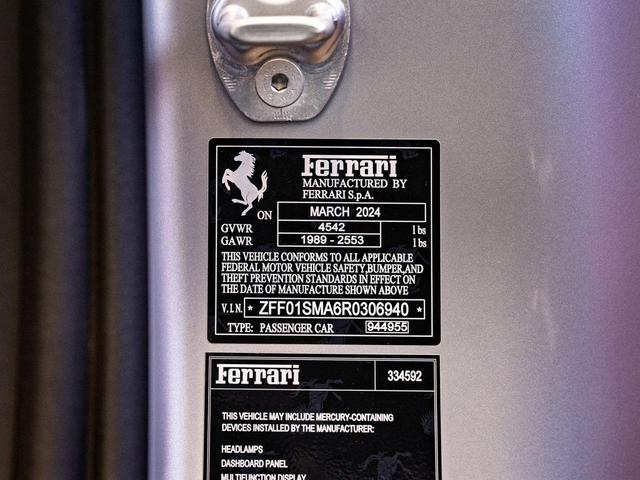 Ferrari
MANUFACTURED BY
FERRARI S.p.A.
ON MARCH 2024
GVWR 4542 lbs
GAWR 1989 - 2553 lbs
THIS VEHICLE CONFORMS TO ALL APPLICABLE
FEDERAL MOTOR VEHICLE SAFETY,BUMPER,AND
THEFT PREVENTION STANDARDS IN EFFECT ON
THE DATE OF MANUFACTURE SHOWN ABOVE
V.I.N. * ZFF01SMA6R0306940 *
TYPE: PASSENGER CAR 944955
Ferrari 334592
THIS VEHICLE MAY INCLUDE MERCURY-CONTAINING
DEVICES INSTALLED BY THE MANUFACTURER:
HEADLAMPS
DASHBOARD PANEL
MULTIFUNCTION DISPLAY